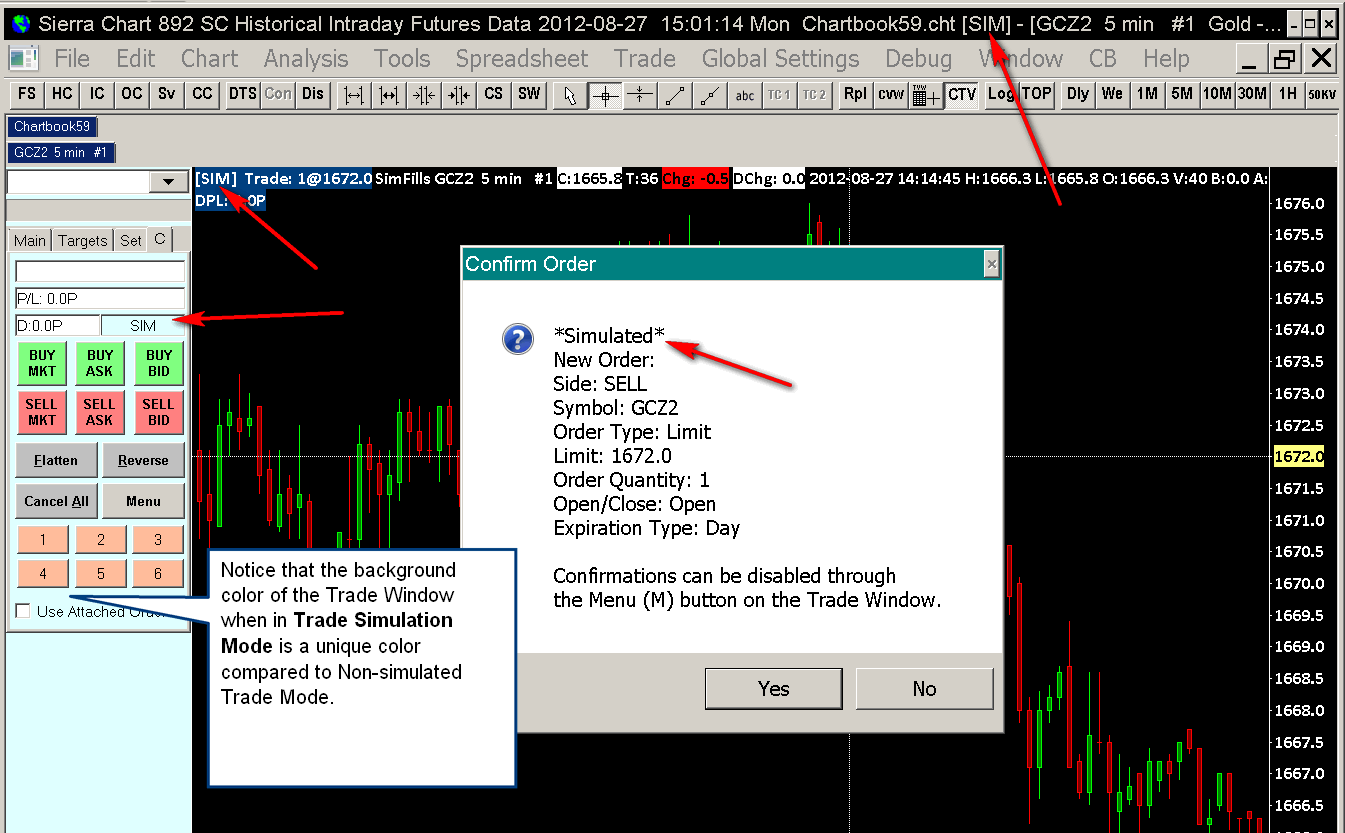 Sierra Chart 892 SC Historical Intraday Futures Data 2012-08-27 15:01:14 Mon Chartbook59.cht [SIM] - [GCZ2 5 min #1 Gold -...
File Edit Chart Analysis Tools Spreadsheet Trade Global Settings Debug Window CB Help
FS HC IC OC Sv CC DTS Con Dis CS SW abc TC 1 TC 2 Rpl CVW CTV Log TOP Dly We 1M 5M 10M 30M 1H 50KV
Chartbook59
GCZ2 5 min #1
[SIM] Trade: 1@1672.0 SimFills GCZ2 5 min #1 C:1665.8 T:36 Chg: -0.5 DChg: 0.0 2012-08-27 14:14:45 H:1666.3 L:1665.8 O:1666.3 V:40 B:0.0 A:
DPL: 0.0P
Main Targets Set C
P/L: 0.0P
D:0.0P SIM
BUY MKT
BUY ASK
BUY BID
SELL MKT
SELL ASK
SELL BID
Flatten Reverse
Cancel All Menu
1 2 3
4 5 6
Use Attached
Confirm Order
*Simulated*
New Order:
Side: SELL
Symbol: GCZ2
Order Type: Limit
Limit: 1672.0
Order Quantity: 1
Open/Close: Open
Expiration Type: Day
Confirmations can be disabled through
the Menu (M) button on the Trade Window.
Yes No
Notice that the background
color of the Trade Window
when in Trade Simulation
Mode is a unique color
compared to Non-simulated
Trade Mode.
1676.0
1675.5
1675.0
1674.5
1674.0
1673.5
1673.0
1672.5
1672.0
1671.5
1671.0
1670.5
1670.0
1669.5
1669.0
1668.5
1668.0
1667.5
1667.0
1666.5